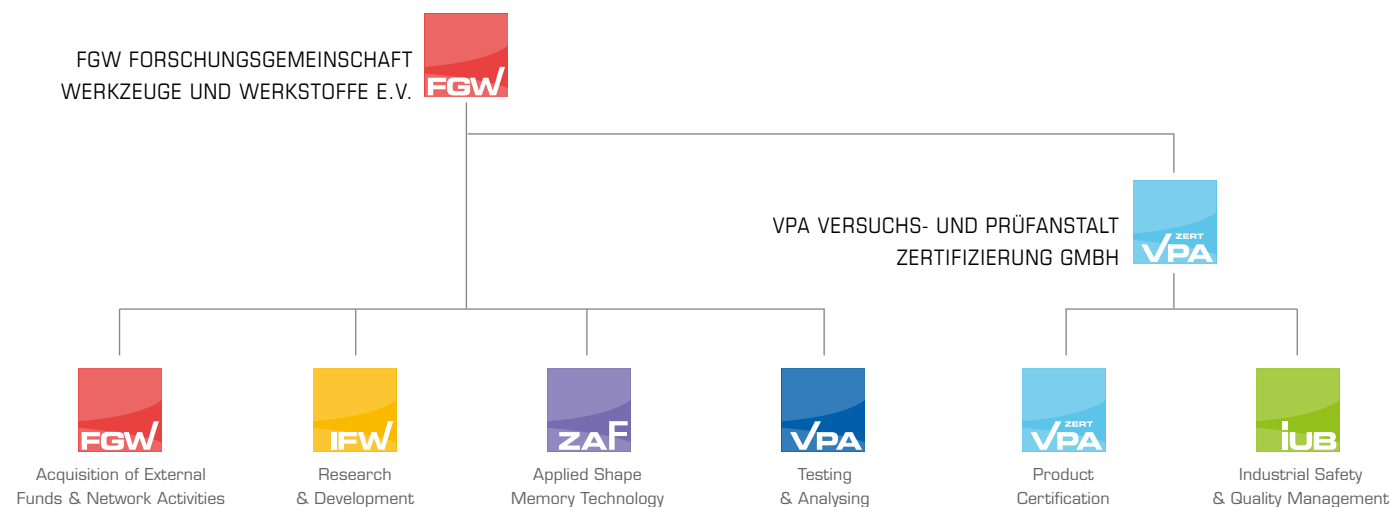 FGW FORSCHUNGSGEMEINSCHAFT
WERKZEUGE UND WERKSTOFFE E.V.
FGW
VPA VERSUCHS- UND PRÜFANSTALT
ZERTIFIZIERUNG GMBH
ZERT
VPA
FGW
Acquisition of External
Funds & Network Activities
IFW
Research
& Development
ZAF
Applied Shape
Memory Technology
VPA
Testing
& Analysing
ZERT
VPA
Product
Certification
iUB
Industrial Safety
& Quality Management